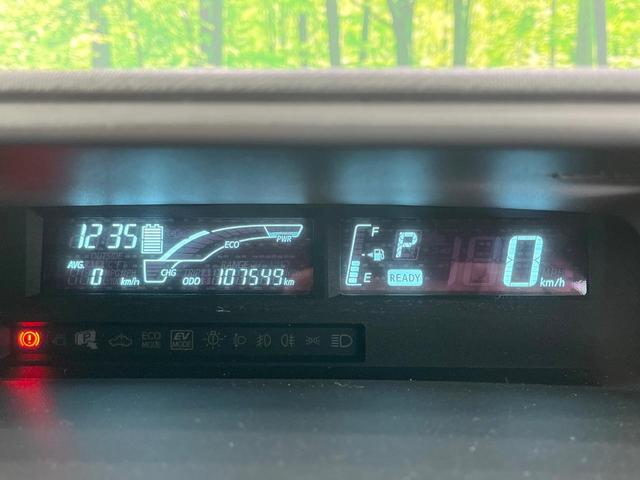 12:35
ECO
PWR
AVG.
0 km/h
CHG
ODO 107549 km
F
E
P
READY
0 km/h
ECO MODE
EV MODE